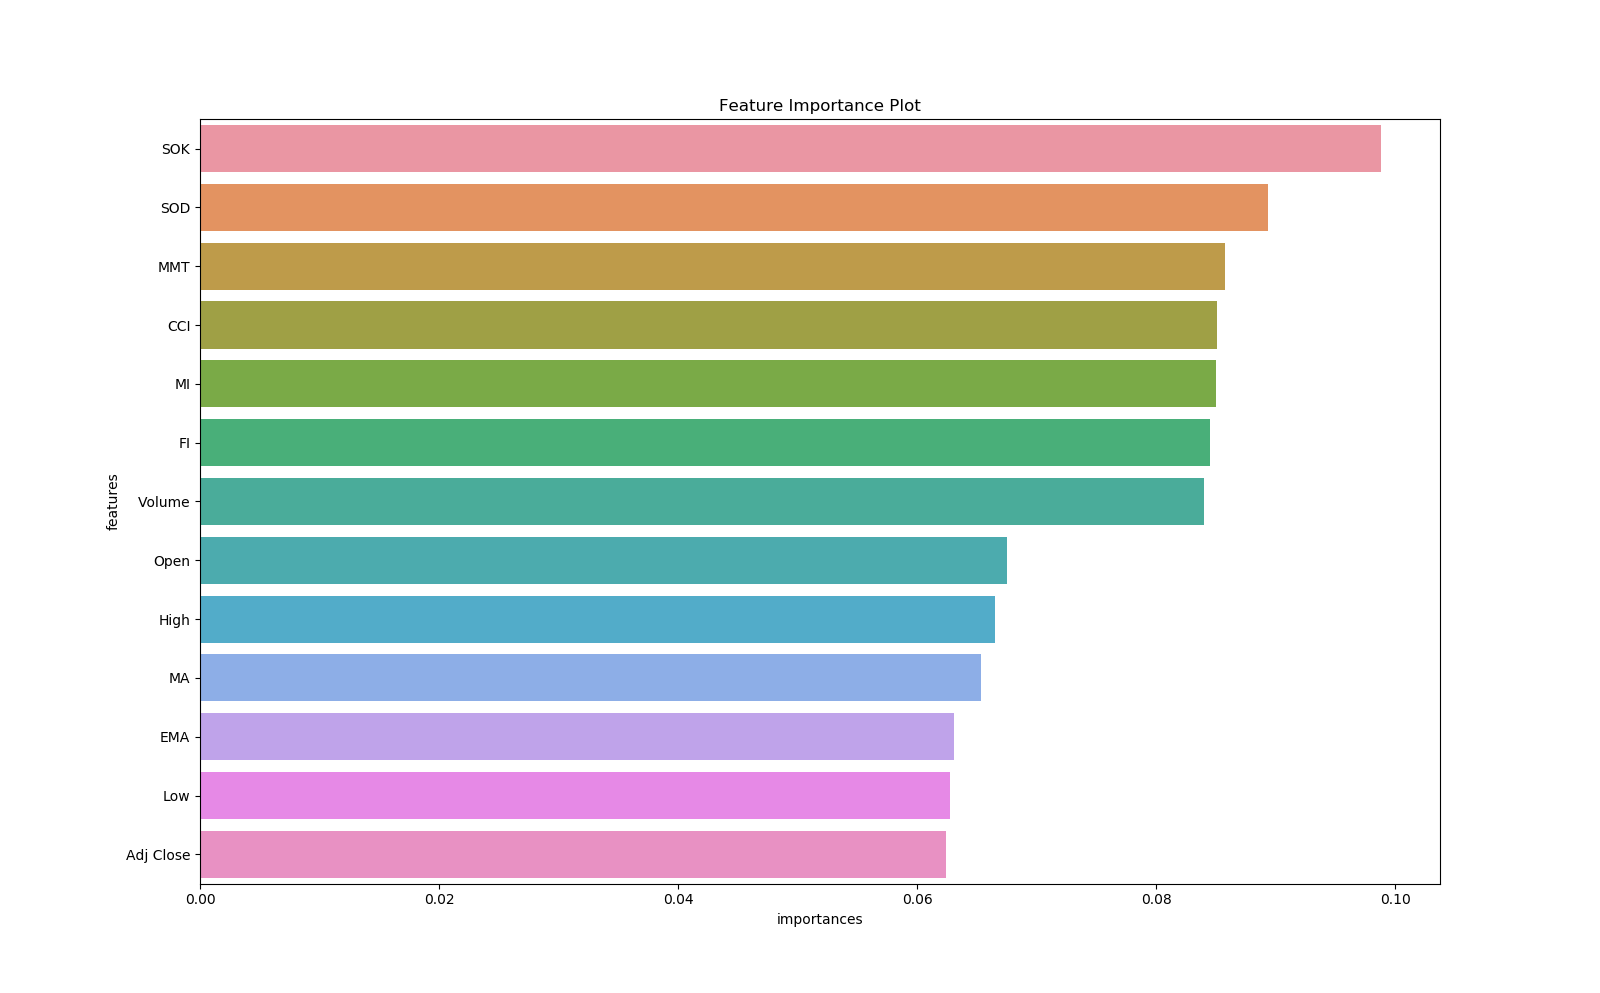 Feature Importance Plot
SOK
SOD
MMT
CCI
MI
FI
Volume
Open
High
MA
EMA
Low
Adj Close
features
0.00 0.02 0.04 0.06 0.08 0.10
importances